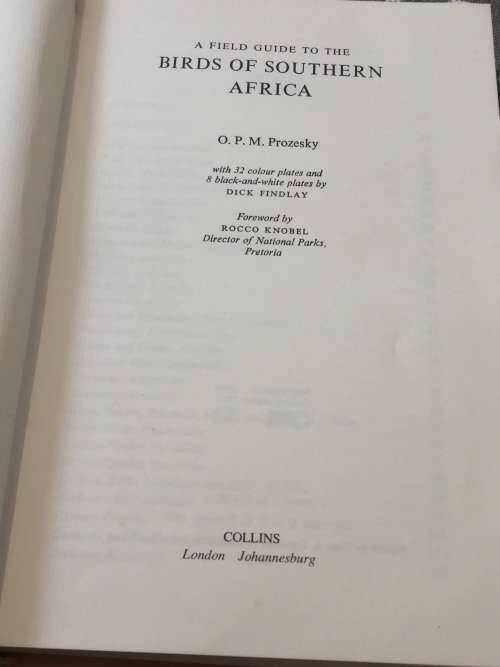 A FIELD GUIDE TO THE
BIRDS OF SOUTHERN
AFRICA
O. P. M. Prozesky
with 32 colour plates and
8 black-and-white plates by
DICK FINDLAY
Foreword by
ROCCO KNOBEL
Director of National Parks,
Pretoria
COLLINS
London Johannesburg